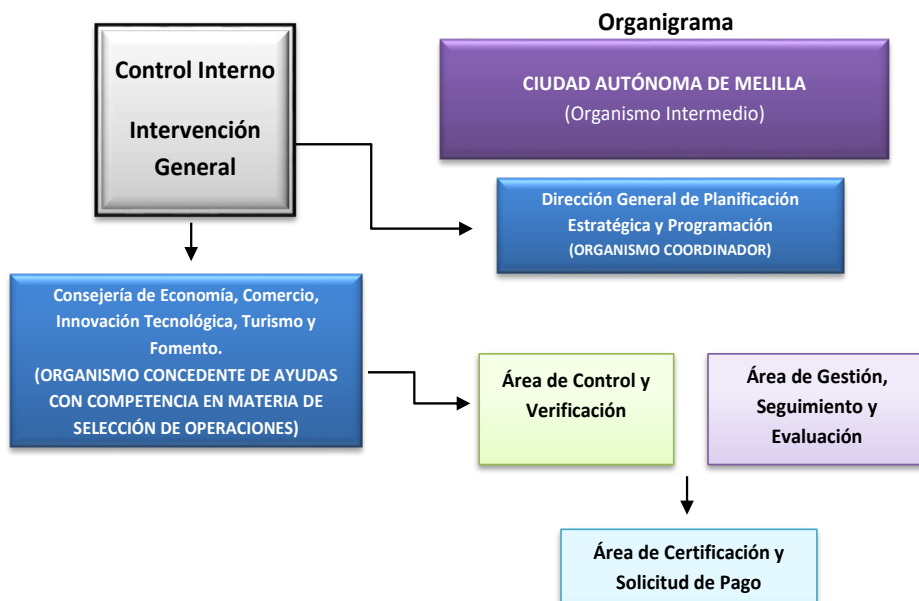 Organigrama
Control Interno
Intervención
General
CIUDAD AUTÓNOMA DE MELILLA
(Organismo Intermedio)
Dirección General de Planificación
Estratégica y Programación
(ORGANISMO COORDINADOR)
Consejería de Economía, Comercio,
Innovación Tecnológica, Turismo y
Fomento.
(ORGANISMO CONCEDENTE DE AYUDAS
CON COMPETENCIA EN MATERIA DE
SELECCIÓN DE OPERACIONES)
Área de Control y
Verificación
Área de Gestión,
Seguimiento y
Evaluación
Área de Certificación y
Solicitud de Pago